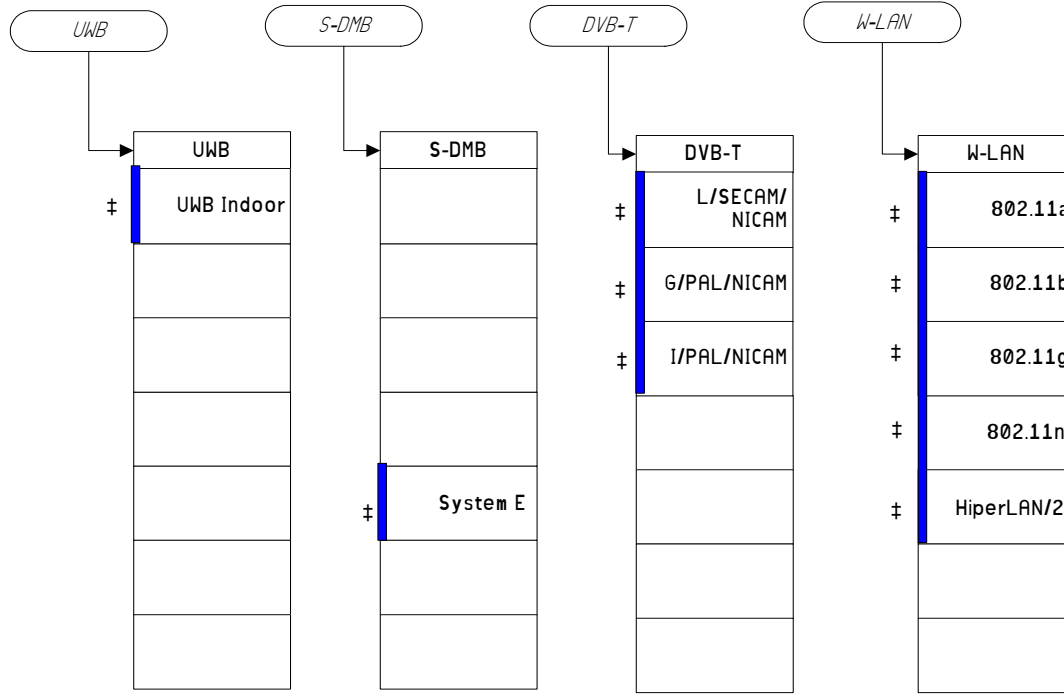 UWB
S-DMB
DVB-T
W-LAN
UWB
S-DMB
DVB-T
W-LAN
‡ UWB Indoor
‡ L/SECAM/
NICAM
‡ 802.11a
‡ G/PAL/NICAM
‡ 802.11b
‡ I/PAL/NICAM
‡ 802.11g
‡ 802.11n
‡ System E
‡ HiperLAN/2